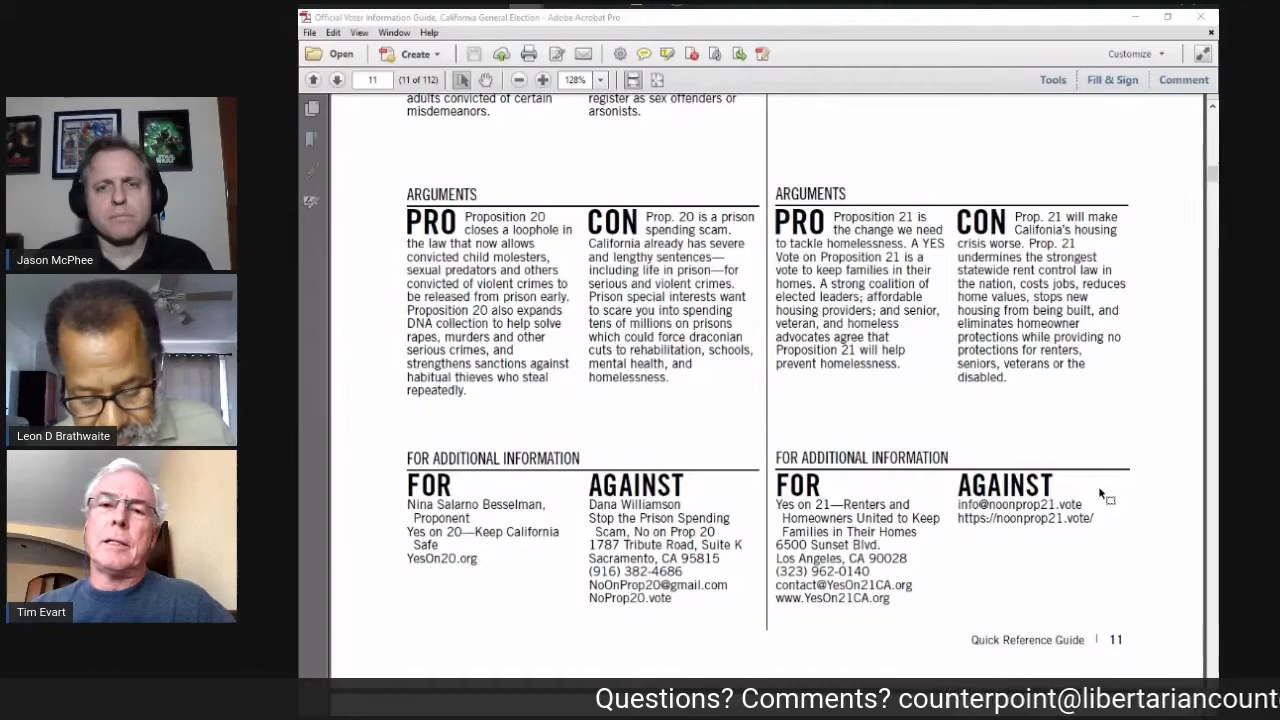 Official Voter Information Guide, California General Election - Adobe Acrobat Pro
File Edit View Window Help
Open Create Customize
11 (11 of 112) 128% Tools Fill & Sign Comment
adults convicted of certain
misdemeanors.
register as sex offenders or
arsonists.
ARGUMENTS
PRO Proposition 20
closes a loophole in
the law that now allows
convicted child molesters,
sexual predators and others
convicted of violent crimes to
be released from prison early.
Proposition 20 also expands
DNA collection to help solve
rapes, murders and other
serious crimes, and
strengthens sanctions against
habitual thieves who steal
repeatedly.
CON Prop. 20 is a prison
spending scam.
California already has severe
and lengthy sentences—
including life in prison—for
serious and violent crimes.
Prison special interests want
to scare you into spending
tens of millions on prisons
which could force draconian
cuts to rehabilitation, schools,
mental health, and
homelessness.
FOR ADDITIONAL INFORMATION
FOR
Nina Salarno Besselman,
Proponent
Yes on 20—Keep California
Safe
YesOn20.org
AGAINST
Dana Williamson
Stop the Prison Spending
Scam, No on Prop 20
1787 Tribute Road, Suite K
Sacramento, CA 95815
(916) 382-4686
NoOnProp20@gmail.com
NoProp20.vote
ARGUMENTS
PRO Proposition 21 is
the change we need
to tackle homelessness. A YES
Vote on Proposition 21 is a
vote to keep families in their
homes. A strong coalition of
elected leaders; affordable
housing providers; and senior,
veteran, and homeless
advocates agree that
Proposition 21 will help
prevent homelessness.
CON Prop. 21 will make
Califonia's housing
crisis worse. Prop. 21
undermines the strongest
statewide rent control law in
the nation, costs jobs, reduces
home values, stops new
housing from being built, and
eliminates homeowner
protections while providing no
protections for renters,
seniors, veterans or the
disabled.
FOR ADDITIONAL INFORMATION
FOR
Yes on 21—Renters and
Homeowners United to Keep
Families in Their Homes
6500 Sunset Blvd.
Los Angeles, CA 90028
(323) 962-0140
contact@YesOn21CA.org
www.YesOn21CA.org
AGAINST
info@noonprop21.vote
https://noonprop21.vote/
Quick Reference Guide | 11
STAR WARS
Jason McPhee
Leon D Brathwaite
Tim Evart
Questions? Comments? counterpoint@libertariancount